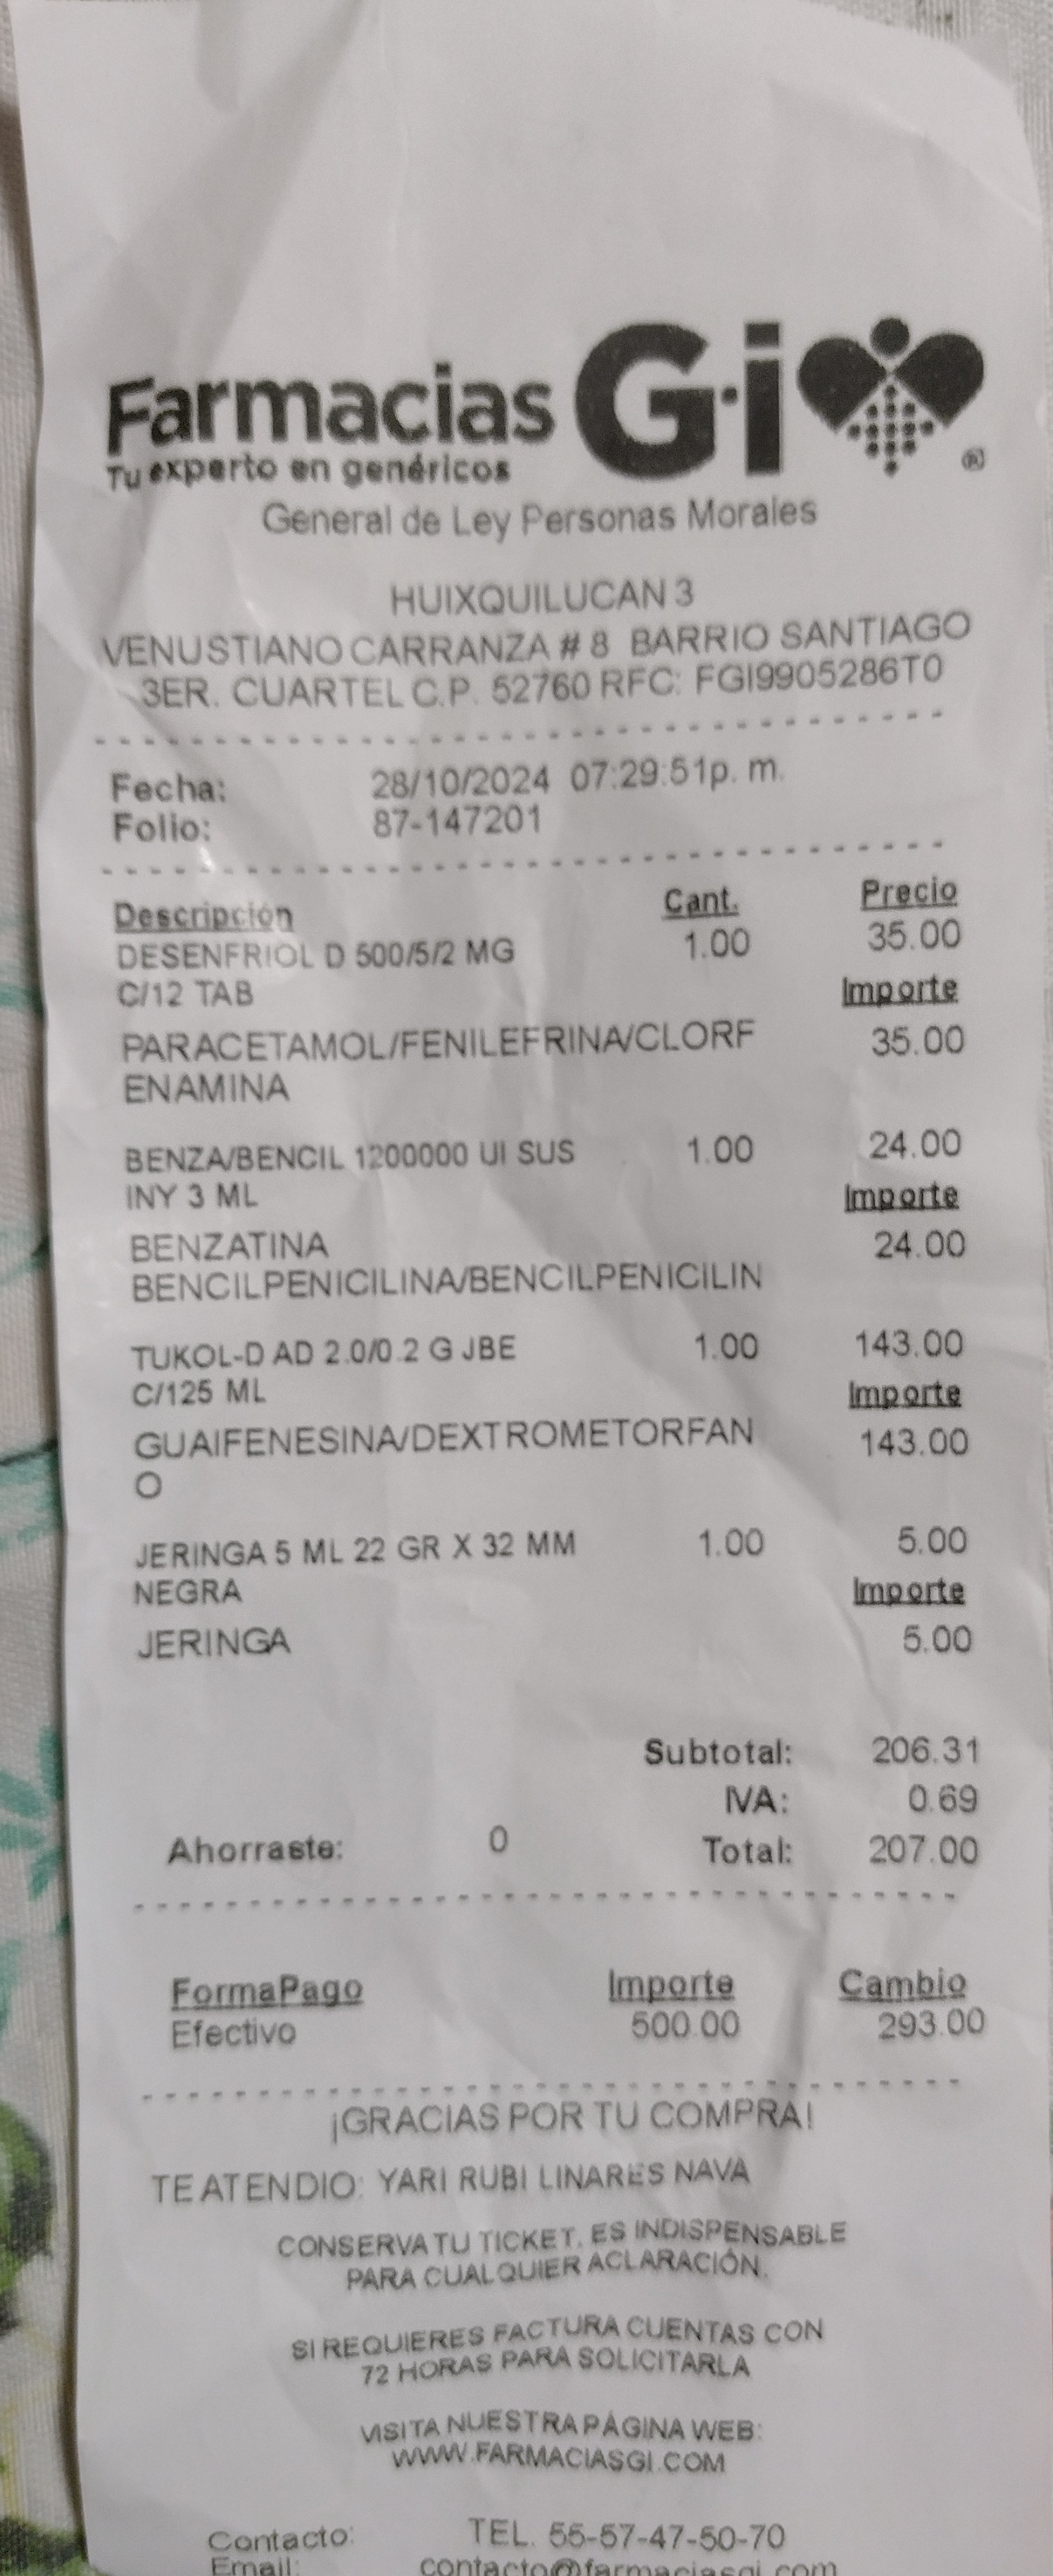 Farmacias G·i ®
Tu experto en genéricos
General de Ley Personas Morales
HUIXQUILUCAN 3
VENUSTIANO CARRANZA # 8 BARRIO SANTIAGO
3ER. CUARTEL C.P. 52760 RFC: FGI9905286T0
Fecha: 28/10/2024 07:29:51p. m.
Folio: 87-147201
Descripción Cant. Precio
DESENFRIOL D 500/5/2 MG 1.00 35.00
C/12 TAB Importe
PARACETAMOL/FENILEFRINA/CLORF 35.00
ENAMINA
BENZA/BENCIL 1200000 UI SUS 1.00 24.00
INY 3 ML Importe
BENZATINA 24.00
BENCILPENICILINA/BENCILPENICILIN
TUKOL-D AD 2.0/0.2 G JBE 1.00 143.00
C/125 ML Importe
GUAIFENESINA/DEXTROMETORFAN 143.00
O
JERINGA 5 ML 22 GR X 32 MM 1.00 5.00
NEGRA Importe
JERINGA 5.00
Subtotal: 206.31
IVA: 0.69
Ahorraste: 0 Total: 207.00
FormaPago Importe Cambio
Efectivo 500.00 293.00
¡GRACIAS POR TU COMPRA!
TE ATENDIO: YARI RUBI LINARES NAVA
CONSERVA TU TICKET, ES INDISPENSABLE
PARA CUALQUIER ACLARACIÓN.
SI REQUIERES FACTURA CUENTAS CON
72 HORAS PARA SOLICITARLA
VISITA NUESTRA PÁGINA WEB:
WWW.FARMACIASGI.COM
Contacto: TEL. 55-57-47-50-70
Email: contacto@farmaciasgi.com